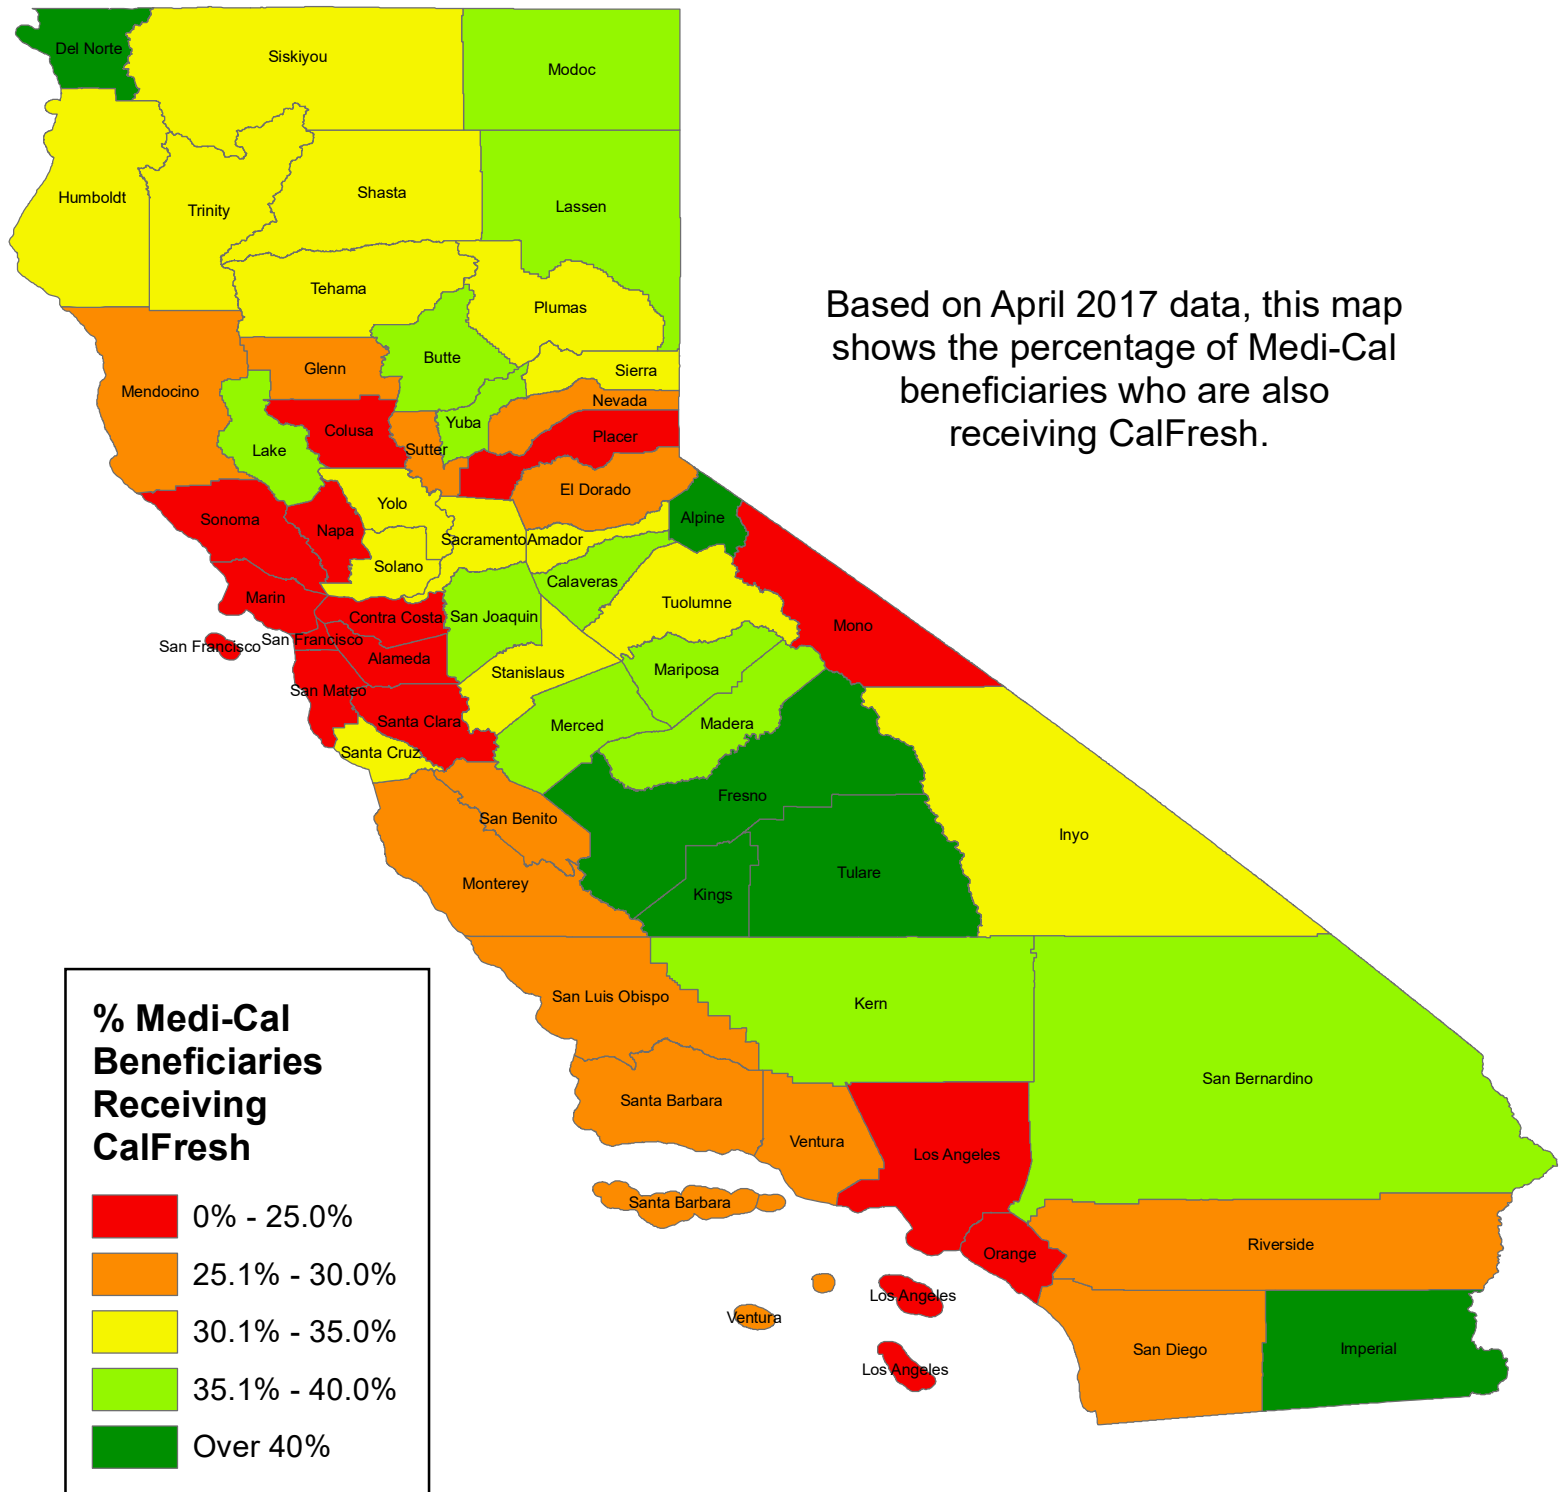 Del Norte
Siskiyou
Modoc
Humboldt
Trinity
Shasta
Lassen
Tehama
Plumas
Based on April 2017 data, this map
shows the percentage of Medi-Cal
beneficiaries who are also
receiving CalFresh.
Mendocino
Glenn
Butte
Sierra
Nevada
Lake
Colusa
Sutter
Yuba
Placer
El Dorado
Sonoma
Napa
Yolo
Sacramento
Amador
Alpine
Solano
Calaveras
Marin
Contra Costa
San Joaquin
Tuolumne
Mono
San Francisco
San Francisco
Alameda
Stanislaus
Mariposa
San Mateo
Santa Clara
Merced
Madera
Santa Cruz
Fresno
San Benito
Inyo
Monterey
Kings
Tulare
San Luis Obispo
Kern
San Bernardino
Santa Barbara
Ventura
Los Angeles
Santa Barbara
Orange
Riverside
Los Angeles
Ventura
San Diego
Imperial
Los Angeles
% Medi-Cal
Beneficiaries
Receiving
CalFresh
0% - 25.0%
25.1% - 30.0%
30.1% - 35.0%
35.1% - 40.0%
Over 40%